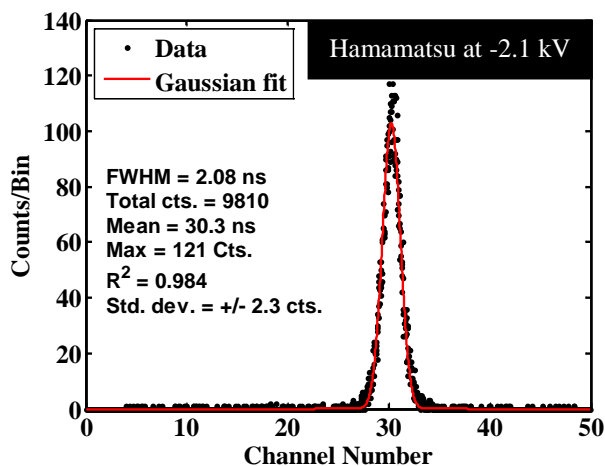 Hamamatsu at -2.1 kV
Data
Gaussian fit
FWHM = 2.08 ns
Total cts. = 9810
Mean = 30.3 ns
Max = 121 Cts.
R² = 0.984
Std. dev. = +/- 2.3 cts.
Counts/Bin
140
120
100
80
60
40
20
0
0 10 20 30 40 50
Channel Number